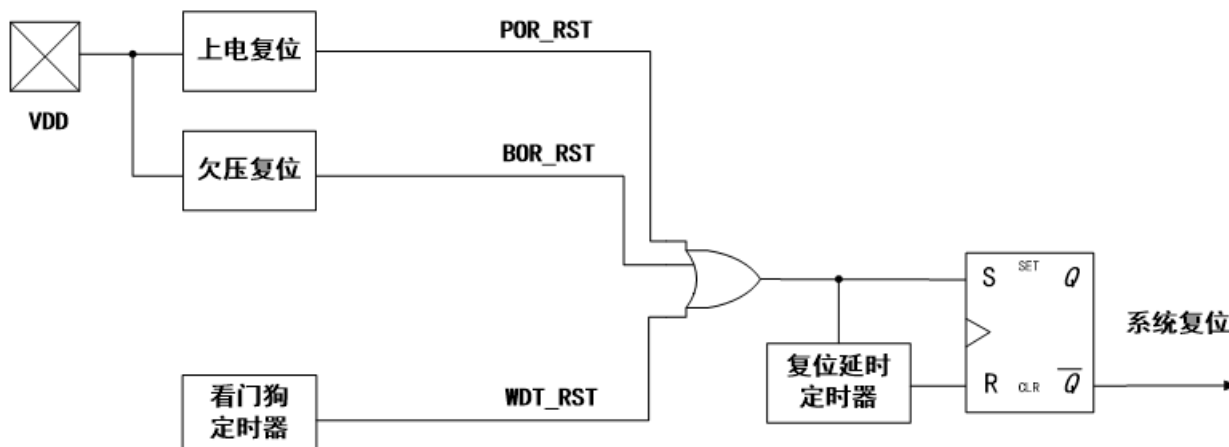 上电复位
POR_RST
VDD
欠压复位
BOR_RST
S SET Q
系统复位
复位延时
定时器
R CLR Q
看门狗
定时器
WDT_RST